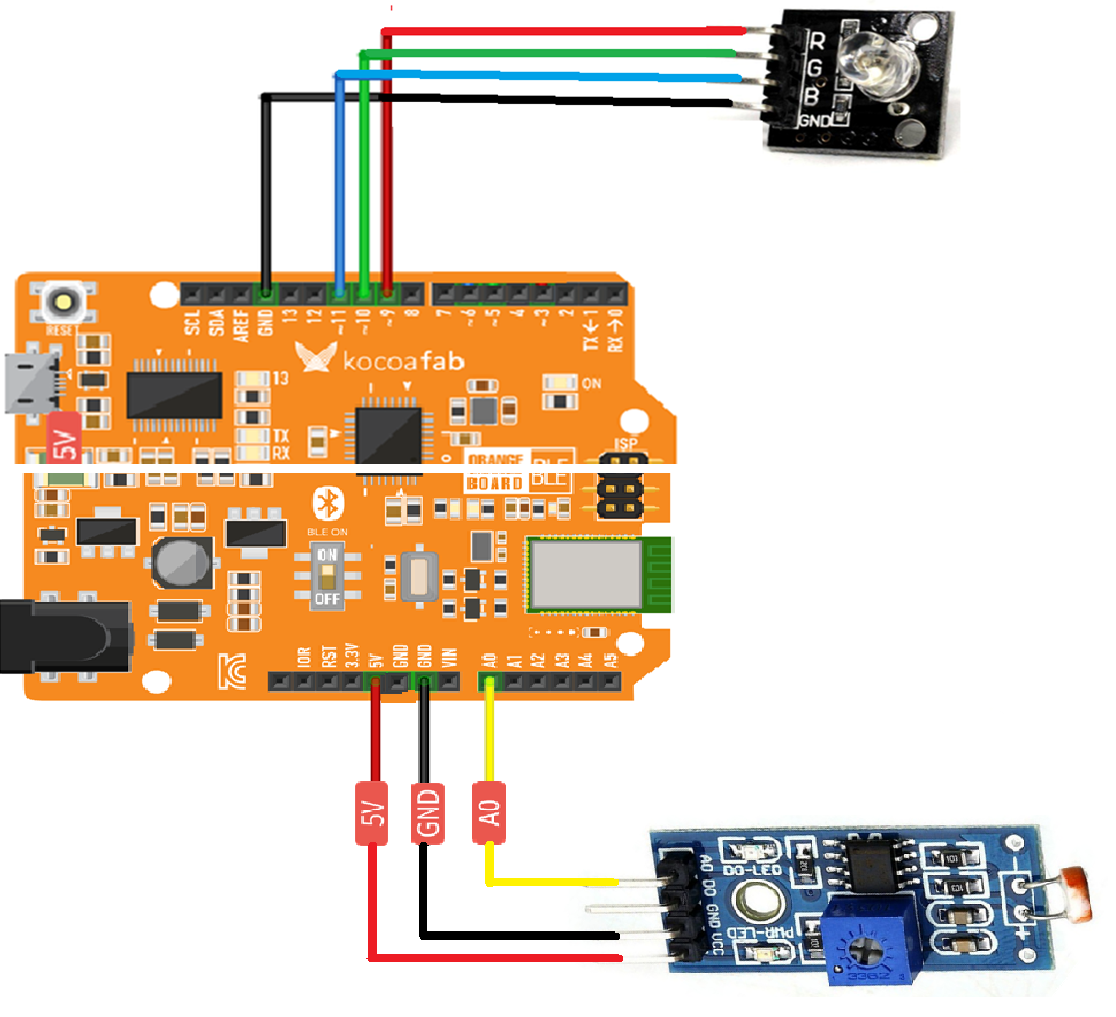 R
G
B
GND
SCL
SDA
AREF
GND
13
12
~11
~10
~9
8
7
~6
~5
4
~3
2
TX←1
RX→0
RESET
kocoafab
13
ON
TX
RX
5V
ISP
ORANGE
BOARD
BLE
BLE ON
ON
OFF
IOR
RST
3.3V
5V
GND
GND
VIN
A0
A1
A2
A3
A4
A5
5V
GND
A0
AO
DO
GND
VCC
PWR-LED
3362